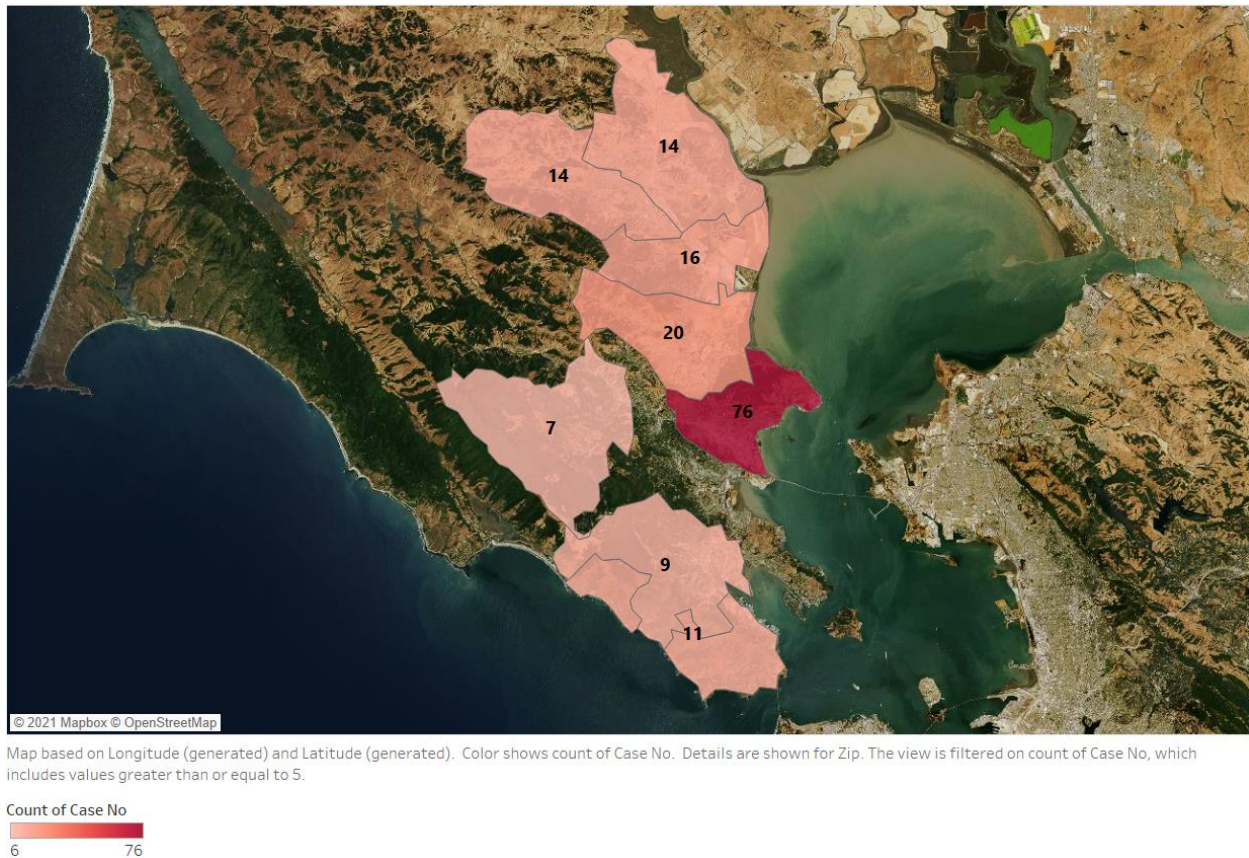 14
14
16
20
76
7
9
11
© 2021 Mapbox © OpenStreetMap
Map based on Longitude (generated) and Latitude (generated). Color shows count of Case No. Details are shown for Zip. The view is filtered on count of Case No, which
includes values greater than or equal to 5.
Count of Case No
6 76